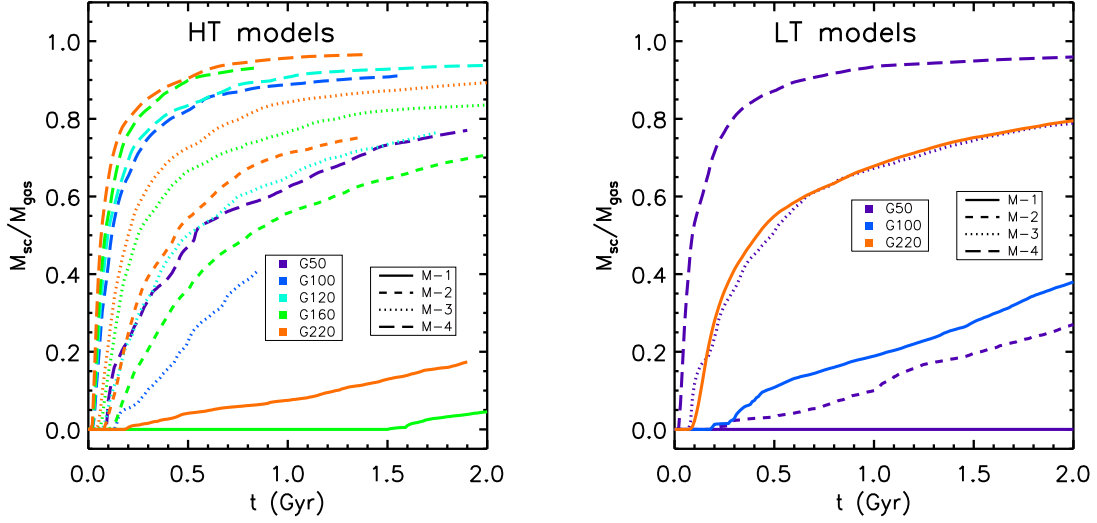 HT models
1.0
0.8
0.6
0.4
0.2
0.0
M_sc/M_gas
G50
G100
G120
G160
G220
M-1
M-2
M-3
M-4
0.0 0.5 1.0 1.5 2.0
t (Gyr)
LT models
1.0
0.8
0.6
0.4
0.2
0.0
M_sc/M_gas
G50
G100
G220
M-1
M-2
M-3
M-4
0.0 0.5 1.0 1.5 2.0
t (Gyr)